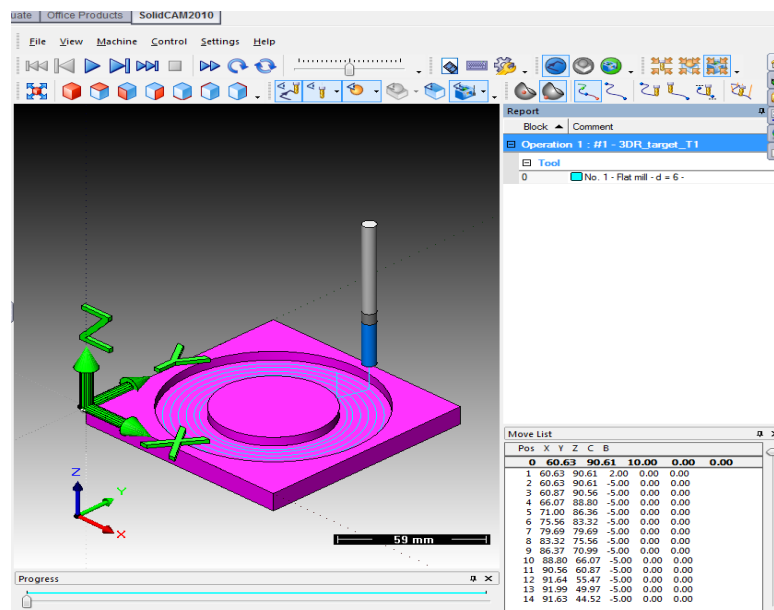 uate Office Products SolidCAM2010
File View Machine Control Settings Help
Report
Block Comment
Operation 1 : #1 - 3DR_target_T1
Tool
0 No. 1 - Flat mill - d = 6 -
Z
Y
X
Z
Y
X
59 mm
Move List
Pos X Y Z C B
0 60.63 90.61 10.00 0.00 0.00
1 60.63 90.61 2.00 0.00 0.00
2 60.63 90.61 -5.00 0.00 0.00
3 60.87 90.56 -5.00 0.00 0.00
4 66.07 88.80 -5.00 0.00 0.00
5 71.00 86.36 -5.00 0.00 0.00
6 75.56 83.32 -5.00 0.00 0.00
7 79.69 79.69 -5.00 0.00 0.00
8 83.32 75.56 -5.00 0.00 0.00
9 86.37 70.99 -5.00 0.00 0.00
10 88.80 66.07 -5.00 0.00 0.00
11 90.56 60.87 -5.00 0.00 0.00
12 91.64 55.47 -5.00 0.00 0.00
13 91.99 49.97 -5.00 0.00 0.00
14 91.63 44.52 -5.00 0.00 0.00
Progress